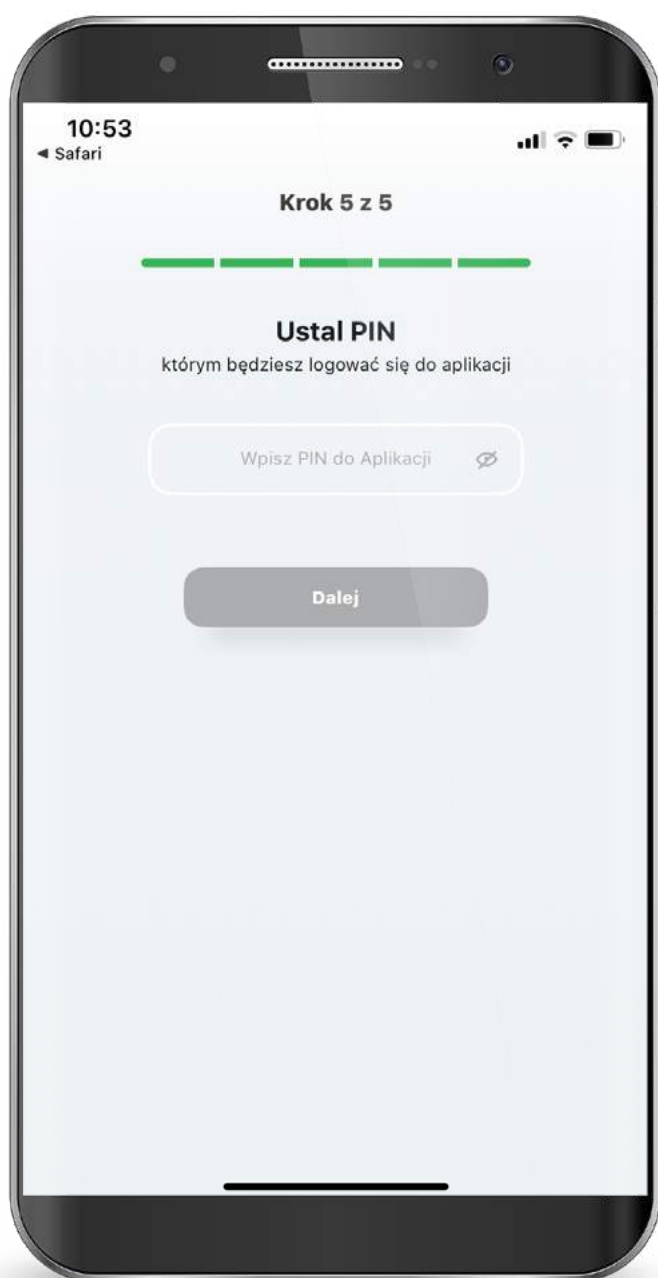 10:53
◀ Safari
Krok 5 z 5
Ustal PIN
którym będziesz logować się do aplikacji
Wpisz PIN do Aplikacji
Dalej